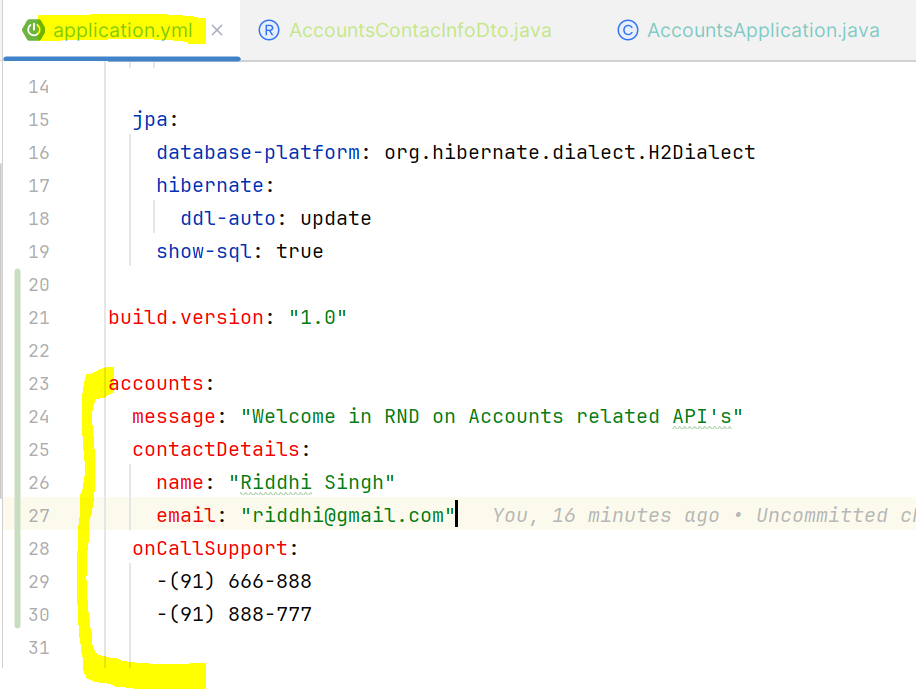 application.yml AccountsContacInfoDto.java AccountsApplication.java
14
15 jpa:
16 database-platform: org.hibernate.dialect.H2Dialect
17 hibernate:
18 ddl-auto: update
19 show-sql: true
20
21 build.version: "1.0"
22
23 accounts:
24 message: "Welcome in RND on Accounts related API's"
25 contactDetails:
26 name: "Riddhi Singh"
27 email: "riddhi@gmail.com" You, 16 minutes ago • Uncommitted
28 onCallSupport:
29 -(91) 666-888
30 -(91) 888-777
31